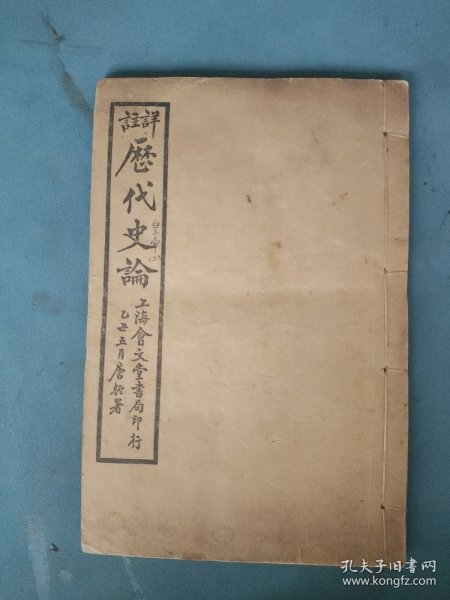 詳註
歷代史論
上海會文堂書局印行
乙丑五月唐駝署
孔夫子旧书网
www.kongfz.com